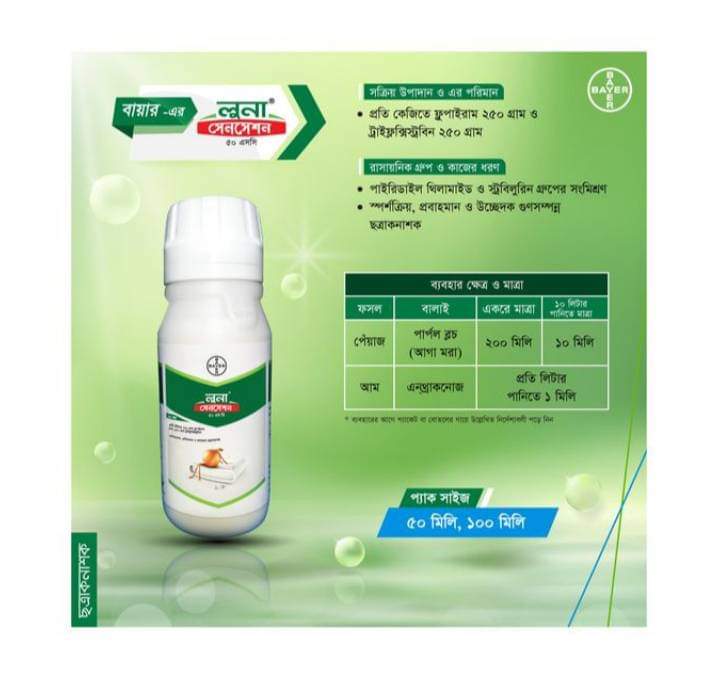 বায়ার -এর
লুনা®
সেনসেশন
৫০ এসসি
সক্রিয় উপাদান ও এর পরিমান
• প্রতি কেজিতে ফ্লুপাইরাম ২৫০ গ্রাম ও
ট্রাইফ্লক্সিস্ট্রবিন ২৫০ গ্রাম
BAYER
BAYER
রাসায়নিক গ্রুপ ও কাজের ধরণ
• পাইরিডাইল থিলামাইড ও স্ট্রবিলুরিন গ্রুপের সংমিশ্রণ
• স্পর্শক্রিয়, প্রবাহমান ও উচ্ছেদক গুণসম্পন্ন
ছত্রাকনাশক
ব্যবহার ক্ষেত্র ও মাত্রা
ফসল বালাই একরে মাত্রা ১০ লিটার পানিতে মাত্রা
পেঁয়াজ পার্পল ব্লচ (আগা মরা) ২০০ মিলি ১০ মিলি
আম এনথ্রাকনোজ প্রতি লিটার পানিতে ১ মিলি
* ব্যবহারের আগে প্যাকেট বা বোতলের গায়ে উল্লেখিত নির্দেশাবলী পড়ে নিন
লুনা®
সেনসেশন
প্যাক সাইজ
৫০ মিলি, ১০০ মিলি
ছত্রাকনাশক